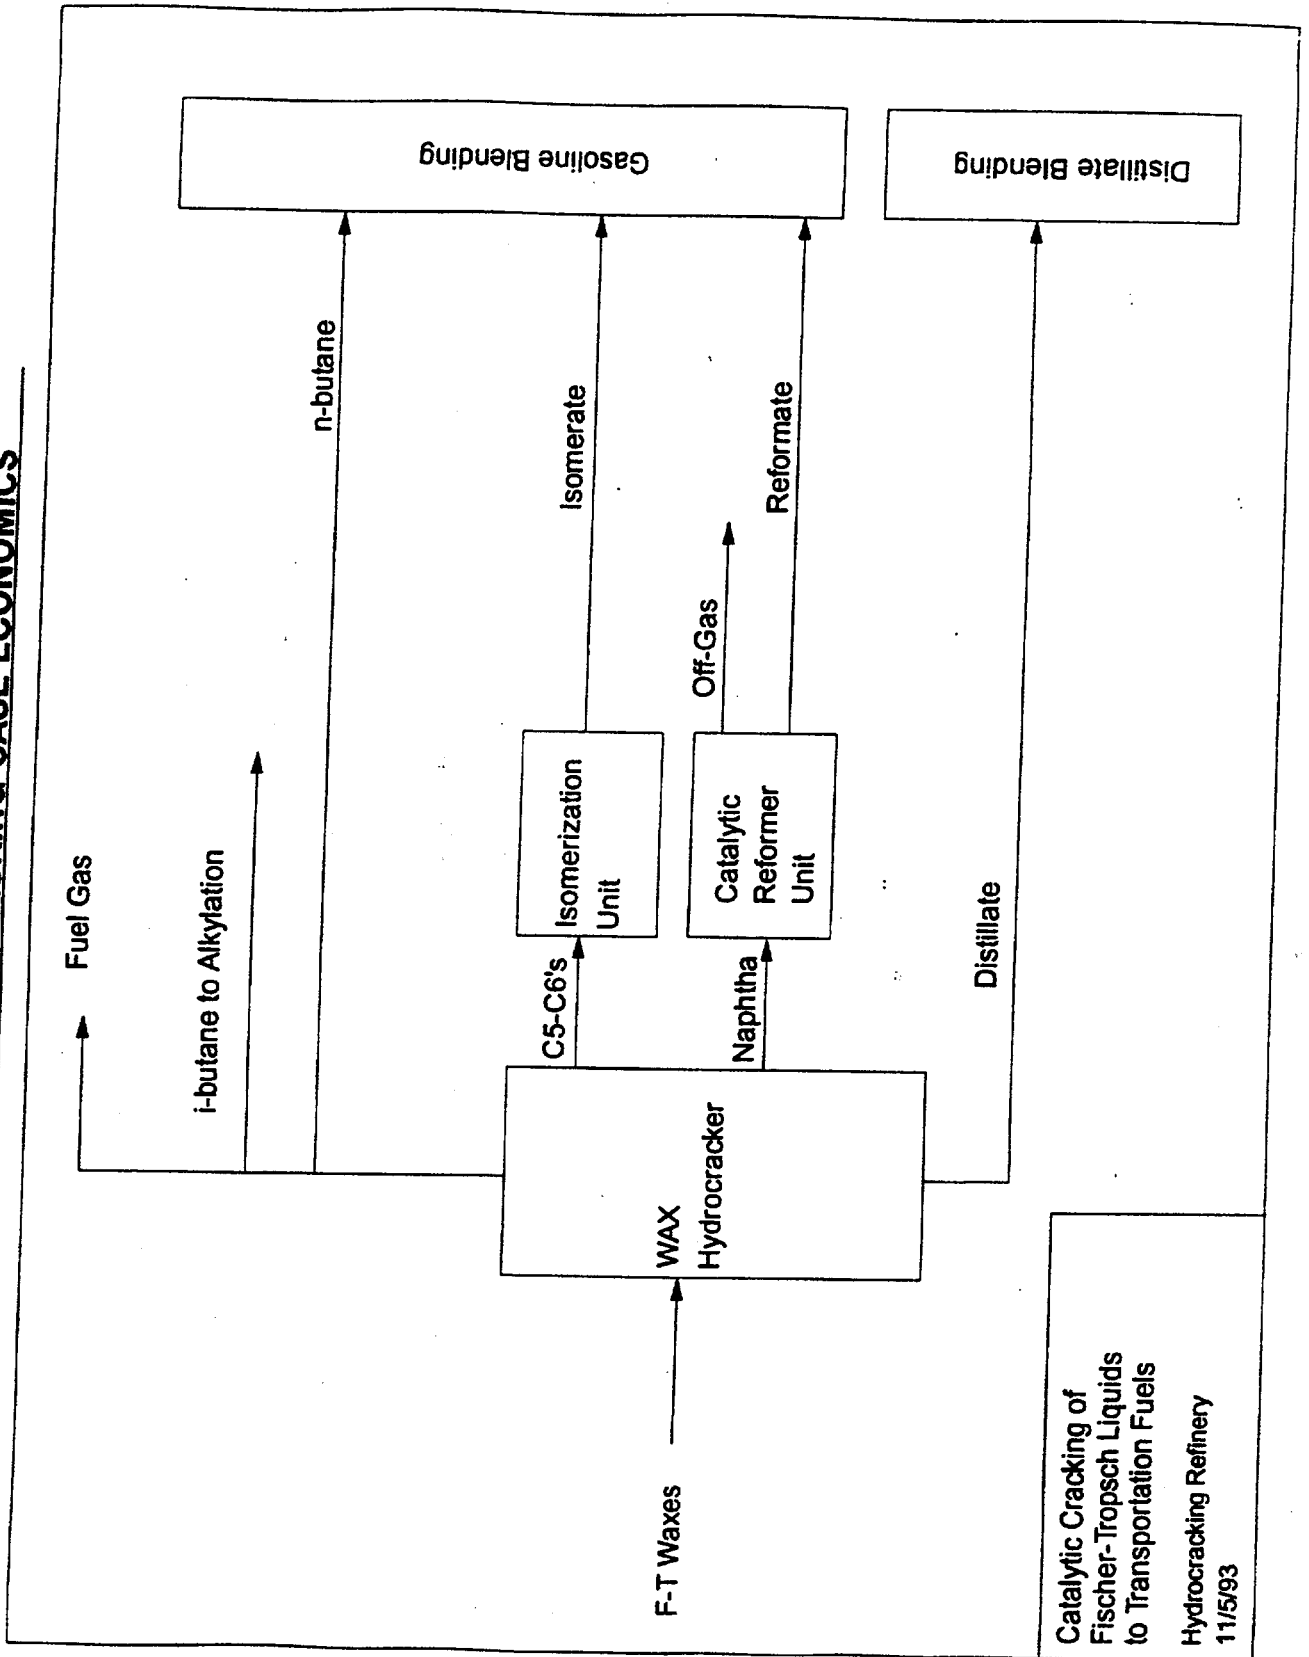 CASE ECONOMICS
Fuel Gas
i-butane to Alkylation
n-butane
Gasoline Blending
C5-C6's
Isomerization
Unit
Isomerate
F-T Waxes
WAX
Hydrocracker
Naphtha
Catalytic
Reformer
Unit
Off-Gas
Reformate
Distillate
Distillate Blending
Catalytic Cracking of
Fischer-Tropsch Liquids
to Transportation Fuels
Hydrocracking Refinery
11/5/93